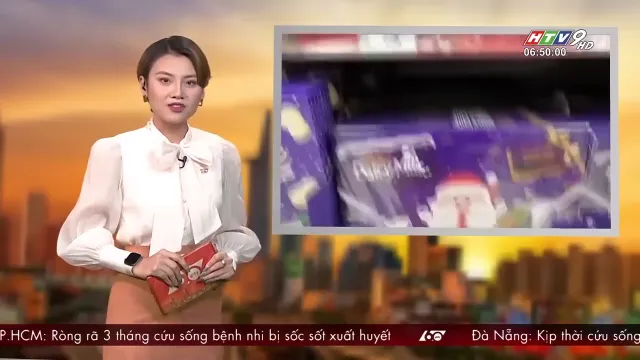 HTV9 HD
06:50:00
Dairy Milk
P.HCM: Ròng rã 3 tháng cứu sống bệnh nhi bị sốc sốt xuất huyết
60
Đà Nẵng: Kịp thời cứu sống